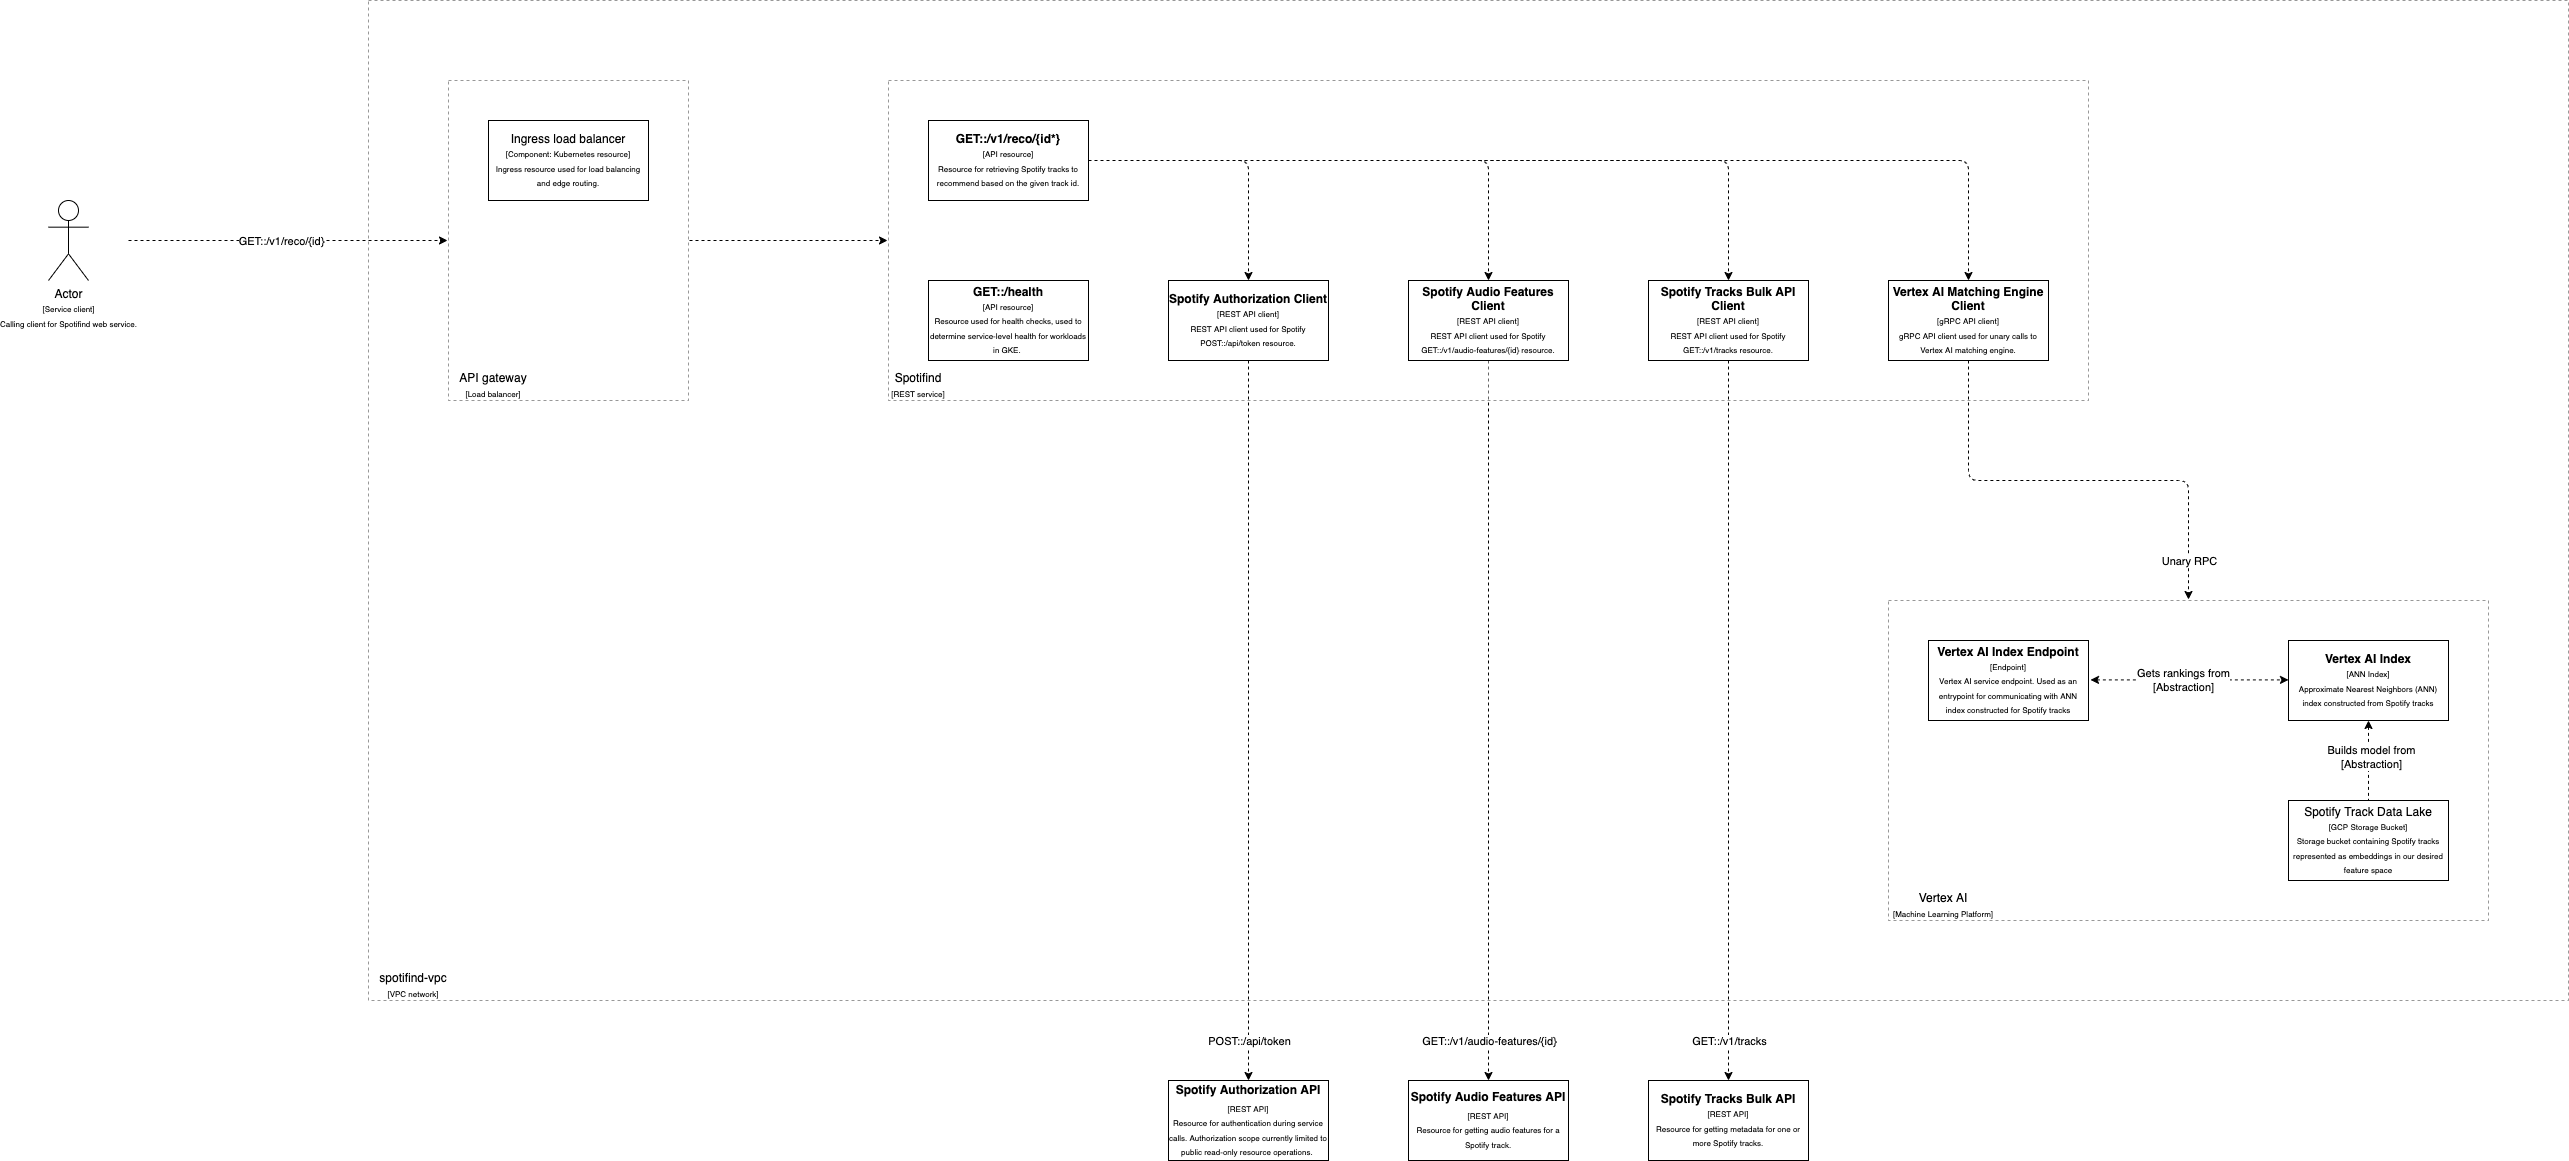 Ingress load balancer
[Component: Kubernetes resource]
Ingress resource used for load balancing
and edge routing.
GET::/v1/reco/{id*}
[API resource]
Resource for retrieving Spotify tracks to
recommend based on the given track id.
GET::/v1/reco/{id}
Actor
[Service client]
Calling client for Spotifind web service.
GET::/health
[API resource]
Resource used for health checks, used to
determine service-level health for workloads
in GKE.
Spotify Authorization Client
[REST API client]
REST API client used for Spotify
POST::/api/token resource.
Spotify Audio Features
Client
[REST API client]
REST API client used for Spotify
GET::/v1/audio-features/{id} resource.
Spotify Tracks Bulk API
Client
[REST API client]
REST API client used for Spotify
GET::/v1/tracks resource.
Vertex AI Matching Engine
Client
[gRPC API client]
gRPC API client used for unary calls to
Vertex AI matching engine.
API gateway
[Load balancer]
Spotifind
[REST service]
Unary RPC
Vertex AI Index Endpoint
[Endpoint]
Vertex AI service endpoint. Used as an
entrypoint for communicating with ANN
index constructed for Spotify tracks
Gets rankings from
[Abstraction]
Vertex AI Index
[ANN Index]
Approximate Nearest Neighbors (ANN)
index constructed from Spotify tracks
Builds model from
[Abstraction]
Spotify Track Data Lake
[GCP Storage Bucket]
Storage bucket containing Spotify tracks
represented as embeddings in our desired
feature space
Vertex AI
[Machine Learning Platform]
spotifind-vpc
[VPC network]
POST::/api/token
GET::/v1/audio-features/{id}
GET::/v1/tracks
Spotify Authorization API
[REST API]
Resource for authentication during service
calls. Authorization scope currently limited to
public read-only resource operations.
Spotify Audio Features API
[REST API]
Resource for getting audio features for a
Spotify track.
Spotify Tracks Bulk API
[REST API]
Resource for getting metadata for one or
more Spotify tracks.